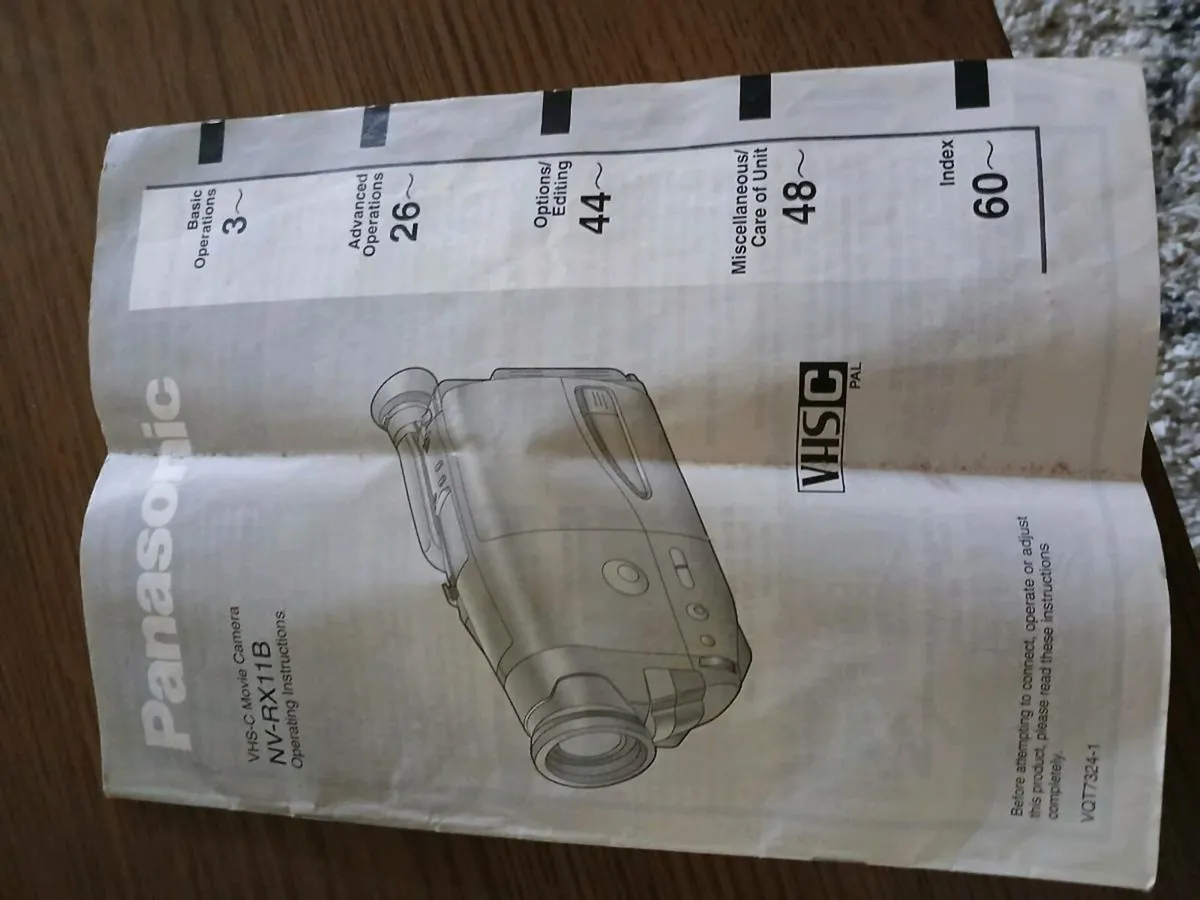 Panasonic
VHS-C Movie Camera
NV-RX11B
Operating Instructions
Basic
Operations
3~
Advanced
Operations
26~
Options/
Editing
44~
Miscellaneous/
Care of Unit
48~
Index
60~
VHS C
PAL
Before attempting to connect, operate or adjust
this product, please read these instructions
completely.
VQT7324-1